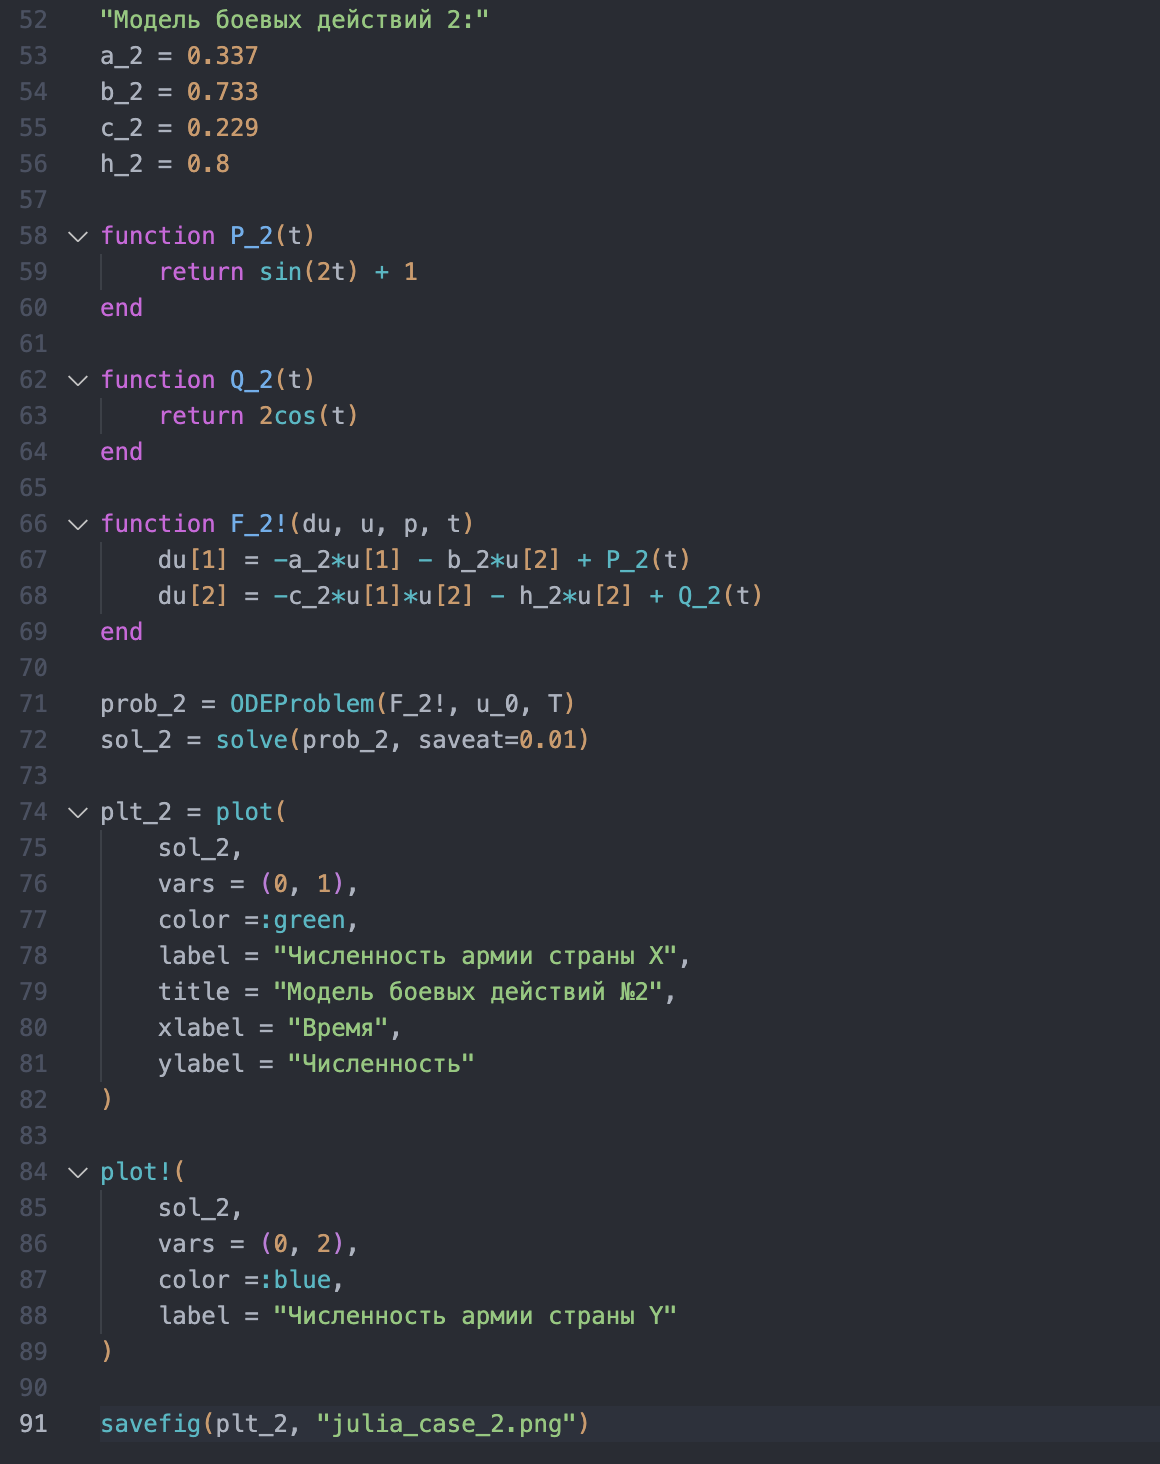 52 "Модель боевых действий 2:"
53 a_2 = 0.337
54 b_2 = 0.733
55 c_2 = 0.229
56 h_2 = 0.8
57
58 function P_2(t)
59     return sin(2t) + 1
60 end
61
62 function Q_2(t)
63     return 2cos(t)
64 end
65
66 function F_2!(du, u, p, t)
67     du[1] = -a_2*u[1] - b_2*u[2] + P_2(t)
68     du[2] = -c_2*u[1]*u[2] - h_2*u[2] + Q_2(t)
69 end
70
71 prob_2 = ODEProblem(F_2!, u_0, T)
72 sol_2 = solve(prob_2, saveat=0.01)
73
74 plt_2 = plot(
75     sol_2,
76     vars = (0, 1),
77     color =:green,
78     label = "Численность армии страны X",
79     title = "Модель боевых действий №2",
80     xlabel = "Время",
81     ylabel = "Численность"
82 )
83
84 plot!(
85     sol_2,
86     vars = (0, 2),
87     color =:blue,
88     label = "Численность армии страны Y"
89 )
90
91 savefig(plt_2, "julia_case_2.png")